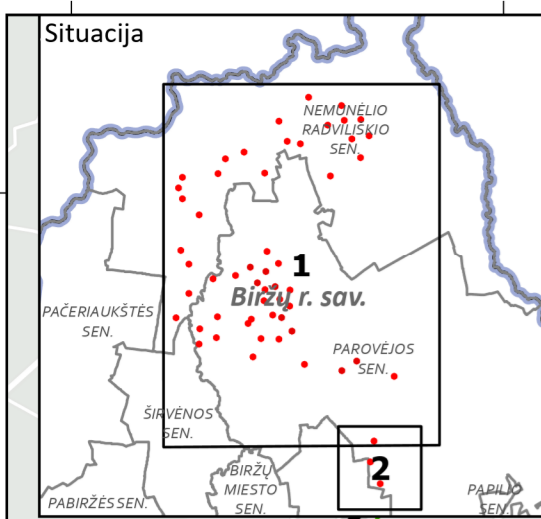 Situacija
NEMUNĖLIO
RADVILIŠKIO
SEN.
1
Biržų r. sav.
PAČERIAUKŠTĖS
SEN.
PAROVĖJOS
SEN.
ŠIRVĖNOS
SEN.
2
BIRŽŲ
MIESTO
SEN.
PABIRŽĖS SEN.
PAPILIO
SEN.